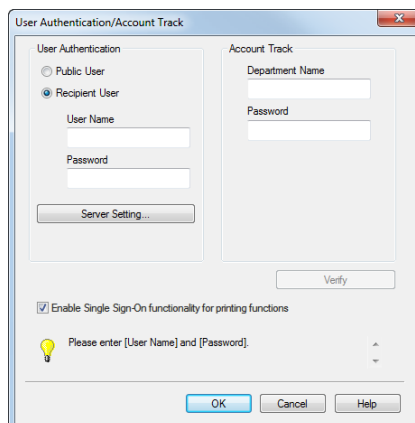 User Authentication/Account Track
User Authentication
Public User
Recipient User
User Name
Password
Server Setting...
Account Track
Department Name
Password
Verify
Enable Single Sign-On functionality for printing functions
Please enter [User Name] and [Password].
OK
Cancel
Help